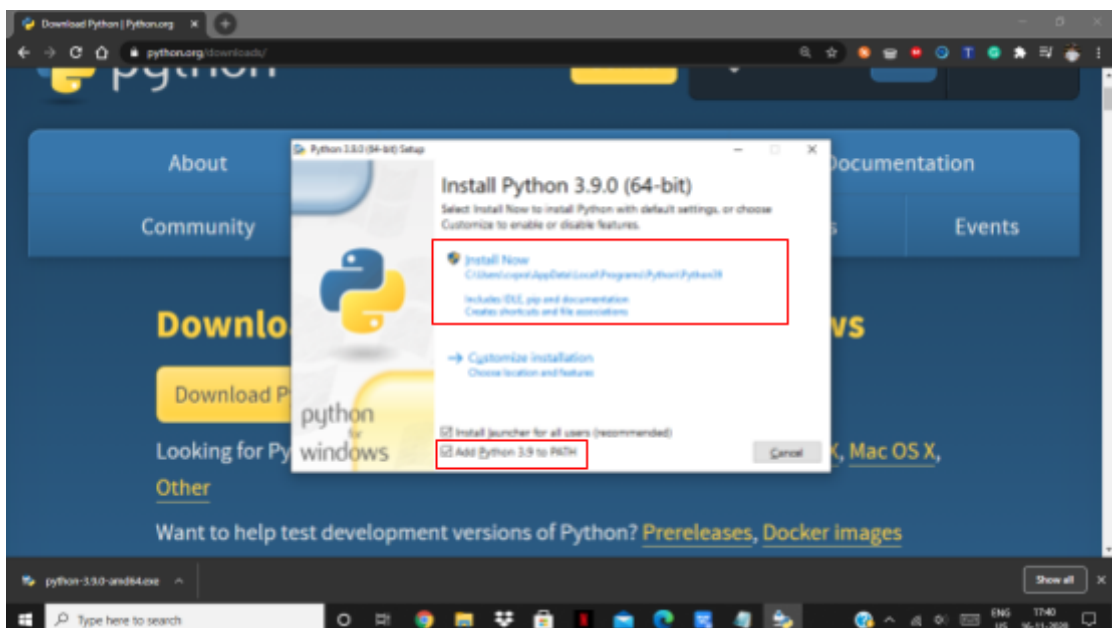 Download Python | Python.org
python.org/downloads/
python
About
Documentation
Community
Events
Python 3.9.0 (64-bit) Setup
Install Python 3.9.0 (64-bit)
Select Install Now to install Python with default settings, or choose
Customize to enable or disable features.
Install Now
Includes IDLE, pip and documentation
Creates shortcuts and file associations
Customize installation
Choose location and features
python
for
windows
Install launcher for all users (recommended)
Add Python 3.9 to PATH
Cancel
Downlo
ws
Download P
Looking for Py
X, Mac OS X,
Other
Want to help test development versions of Python? Prereleases, Docker images
python-3.9.0-amd64.exe
Show all
Type here to search
ENG
US
17:40
16-11-2020